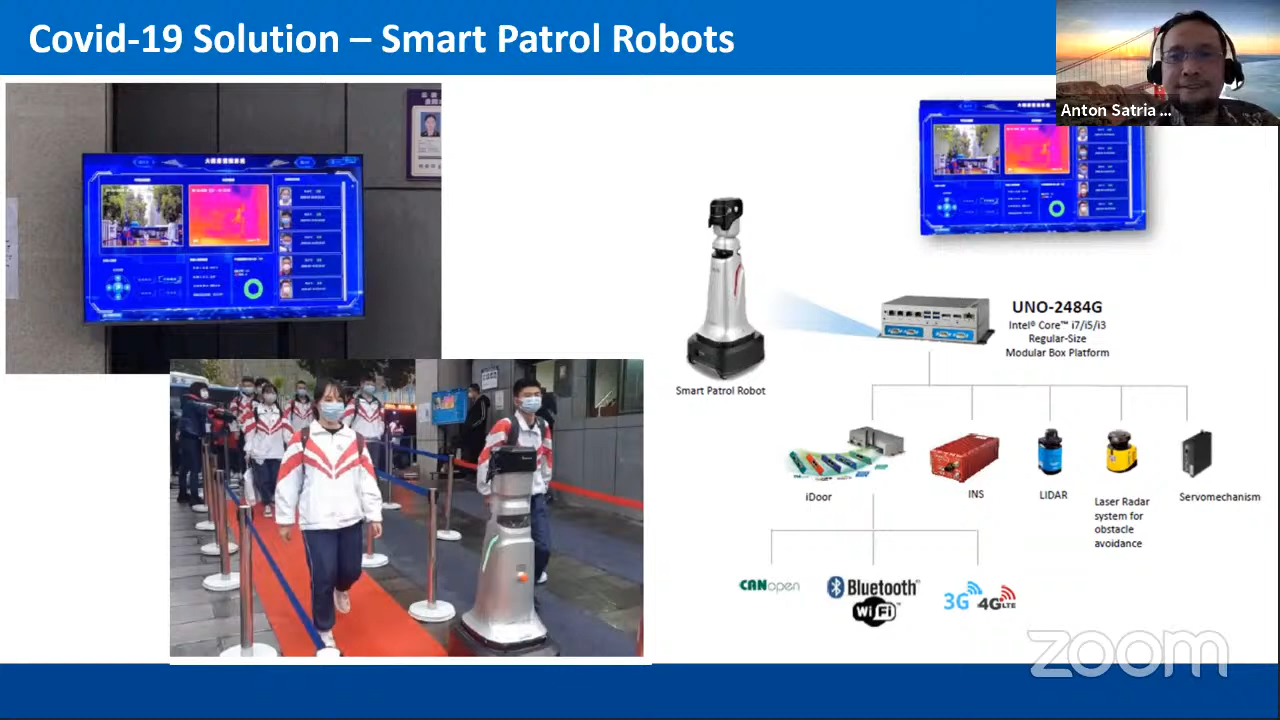 Covid-19 Solution – Smart Patrol Robots
Anton Satria ...
UNO-2484G
Intel® Core™ i7/i5/i3
Regular-Size
Modular Box Platform
Smart Patrol Robot
iDoor
INS
LIDAR
Laser Radar
system for
obstacle
avoidance
Servomechanism
CANopen
Bluetooth™
WiFi™
3G 4G LTE
zoom